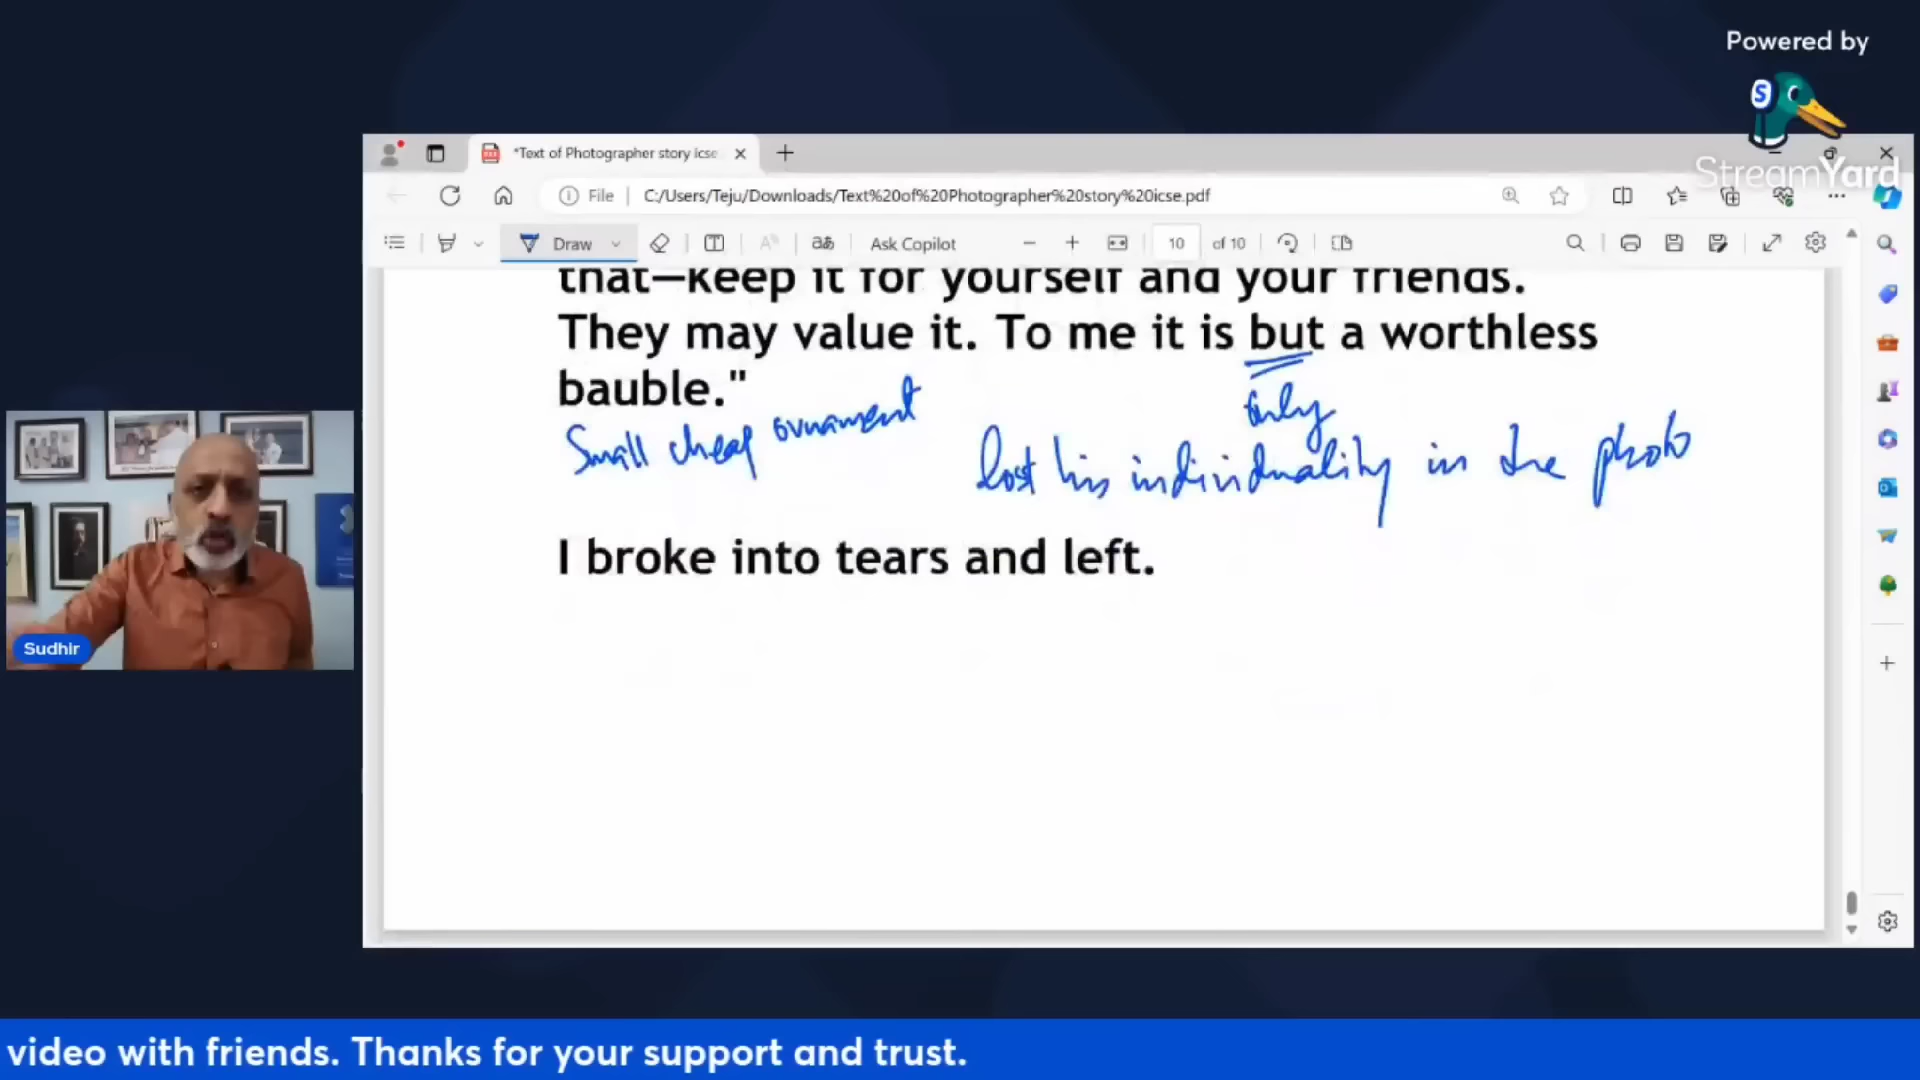 Powered by
S
StreamYard
*Text of Photographer story icse
File
C:/Users/Teju/Downloads/Text%20of%20Photographer%20story%20icse.pdf
Draw
Ask Copilot
10 of 10
that—keep it for yourself and your friends.
They may value it. To me it is but a worthless
bauble."
only
Small cheap ornament
lost his individuality in the photo
I broke into tears and left.
Sudhir
video with friends. Thanks for your support and trust.